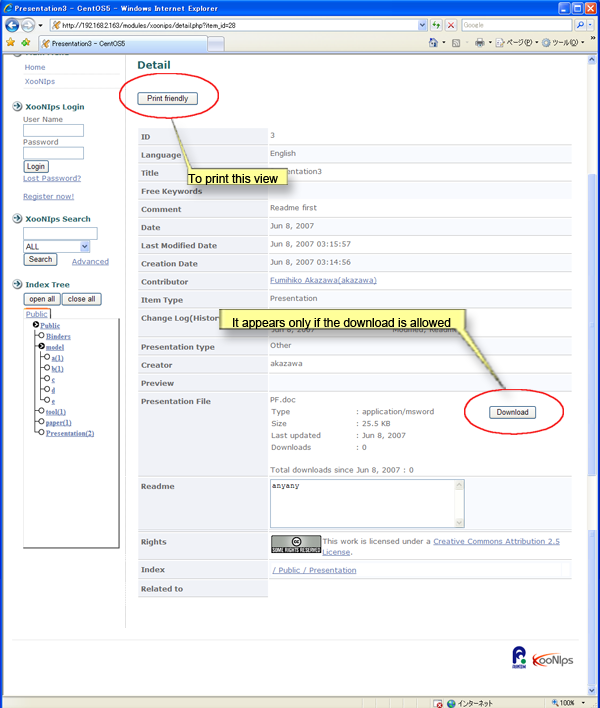 Presentation3 - CentOS5 - Windows Internet Explorer
http://192.168.2.163/modules/xoonips/detail.php?item_id=28
Google
Presentation3 - CentOS5
ページ(P)
ツール(O)
Home
XooNIps
XooNIps Login
User Name
Password
Login
Lost Password?
Register now!
XooNIps Search
ALL
Search
Advanced
Index Tree
open all
close all
Public
Public
Binders
model
a(1)
b(1)
c
d
e
tool(1)
paper(1)
Presentation(2)
Detail
Print friendly
To print this view
ID 3
Language English
Title entation3
Free Keywords
Comment Readme first
Date Jun 8, 2007
Last Modified Date Jun 8, 2007 03:15:57
Creation Date Jun 8, 2007 03:14:56
Contributor Fumihiko Akazawa(akazawa)
Item Type Presentation
Change Log(Histor
It appears only if the download is allowed
Jun 8, 2007 Modified, Readme
Presentation type Other
Creator akazawa
Preview
Presentation File PF.doc
Type : application/msword
Size : 25.5 KB
Last updated : Jun 8, 2007
Downloads : 0
Total downloads since Jun 8, 2007 : 0
Download
Readme anyany
Rights
cc
SOME RIGHTS RESERVED
This work is licensed under a Creative Commons Attribution 2.5
License.
Index / Public / Presentation
Related to
XooNIps
インターネット
100%